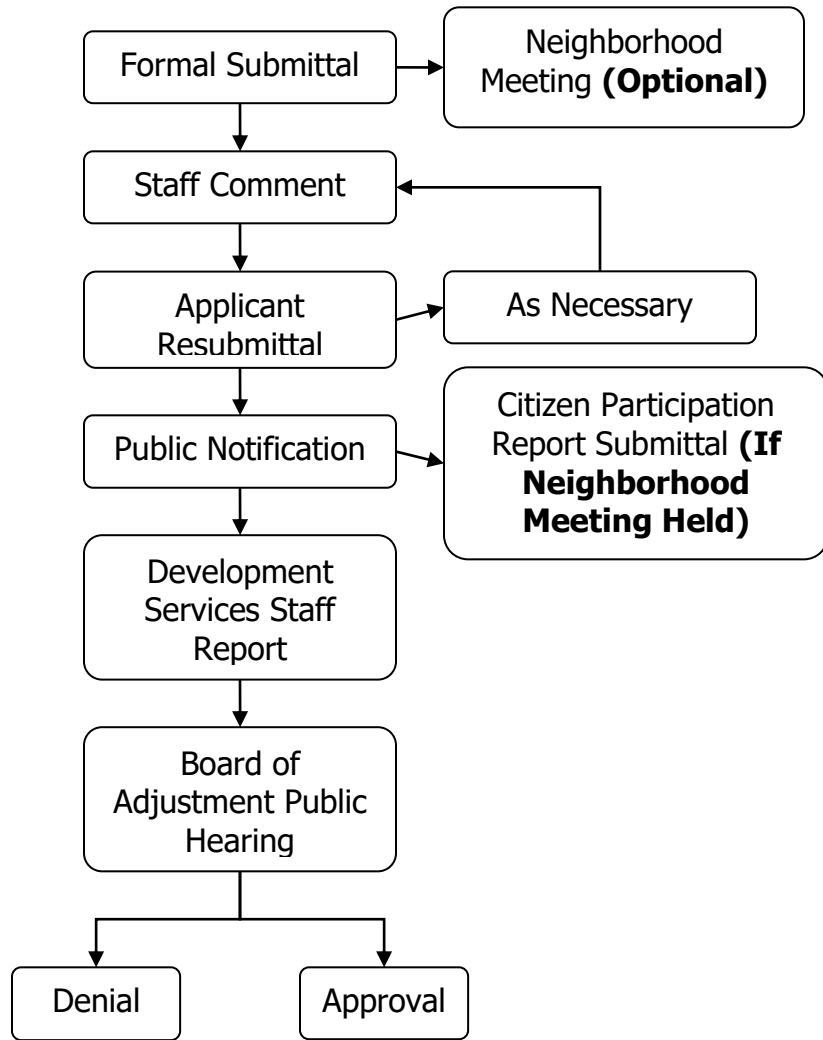 Formal Submittal
Neighborhood
Meeting (Optional)
Staff Comment
Applicant
Resubmittal
As Necessary
Public Notification
Citizen Participation
Report Submittal (If
Neighborhood
Meeting Held)
Development
Services Staff
Report
Board of
Adjustment Public
Hearing
Denial
Approval